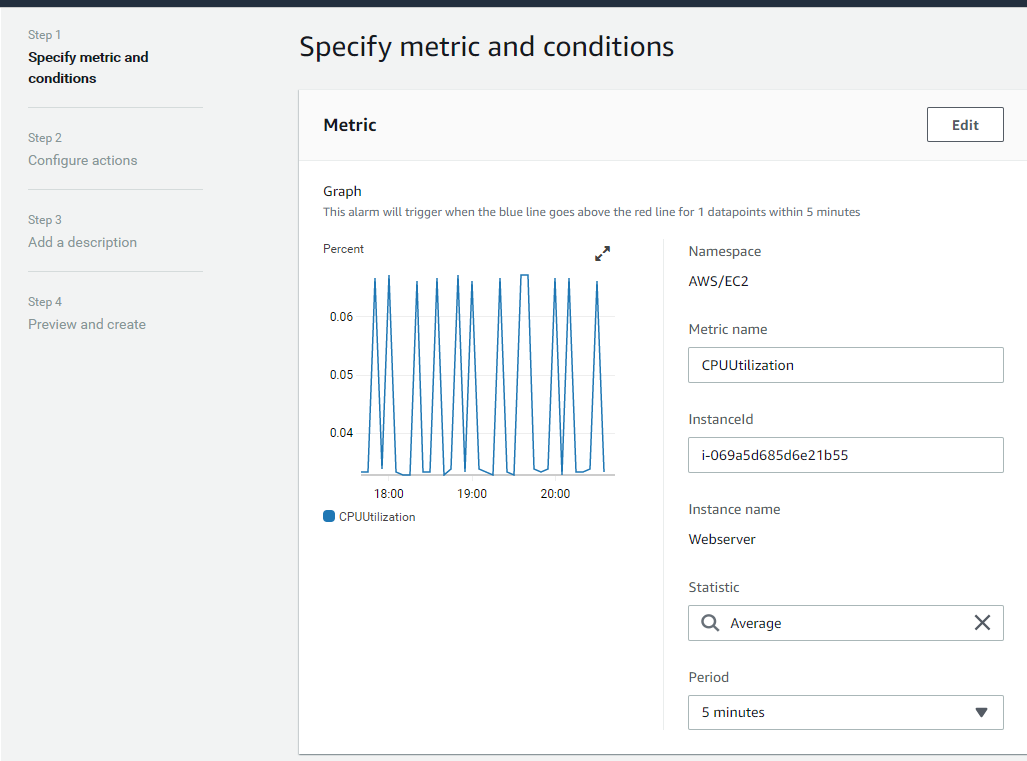 Step 1
Specify metric and
conditions
Step 2
Configure actions
Step 3
Add a description
Step 4
Preview and create
Specify metric and conditions
Metric
Edit
Graph
This alarm will trigger when the blue line goes above the red line for 1 datapoints within 5 minutes
Percent
0.06
0.05
0.04
18:00
19:00
20:00
CPUUtilization
Namespace
AWS/EC2
Metric name
CPUUtilization
InstanceId
i-069a5d685d6e21b55
Instance name
Webserver
Statistic
Average
Period
5 minutes